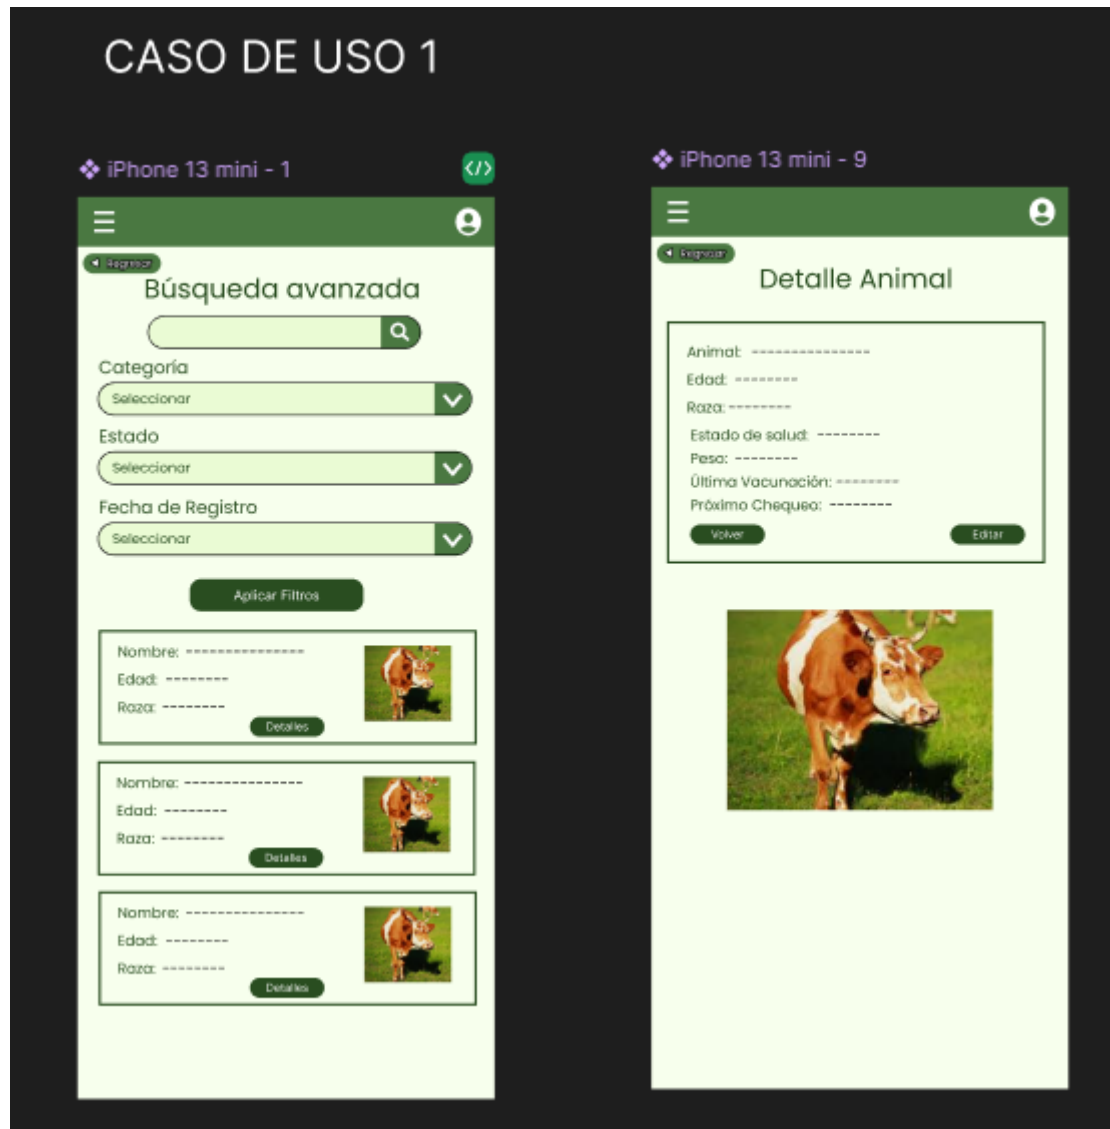 CASO DE USO 1
iPhone 13 mini - 1
Regresar
Búsqueda avanzada
Categoría
Seleccionar
Estado
Seleccionar
Fecha de Registro
Seleccionar
Aplicar Filtros
Nombre: ---------------
Edad: --------
Raza: --------
Detalles
Nombre: ---------------
Edad: --------
Raza: --------
Detalles
Nombre: ---------------
Edad: --------
Raza: --------
Detalles
iPhone 13 mini - 9
Regresar
Detalle Animal
Animal: ---------------
Edad: --------
Raza: --------
Estado de salud: --------
Peso: --------
Última Vacunación: --------
Próximo Chequeo: --------
Volver
Editar